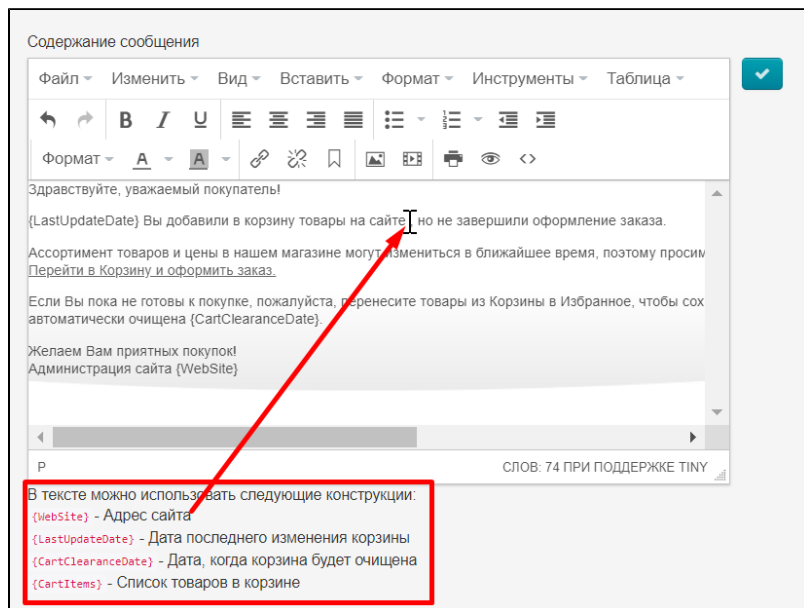 Содержание сообщения
Файл Изменить Вид Вставить Формат Инструменты Таблица
B I U
Формат A A
Здравствуйте, уважаемый покупатель!
{LastUpdateDate} Вы добавили в корзину товары на сайте, но не завершили оформление заказа.
Ассортимент товаров и цены в нашем магазине могут измениться в ближайшее время, поэтому просим
Перейти в Корзину и оформить заказ.
Если Вы пока не готовы к покупке, пожалуйста, перенесите товары из Корзины в Избранное, чтобы сох
автоматически очищена {CartClearanceDate}.
Желаем Вам приятных покупок!
Администрация сайта {WebSite}
P СЛОВ: 74 ПРИ ПОДДЕРЖКЕ TINY
В тексте можно использовать следующие конструкции:
{WebSite} - Адрес сайта
{LastUpdateDate} - Дата последнего изменения корзины
{CartClearanceDate} - Дата, когда корзина будет очищена
{CartItems} - Список товаров в корзине